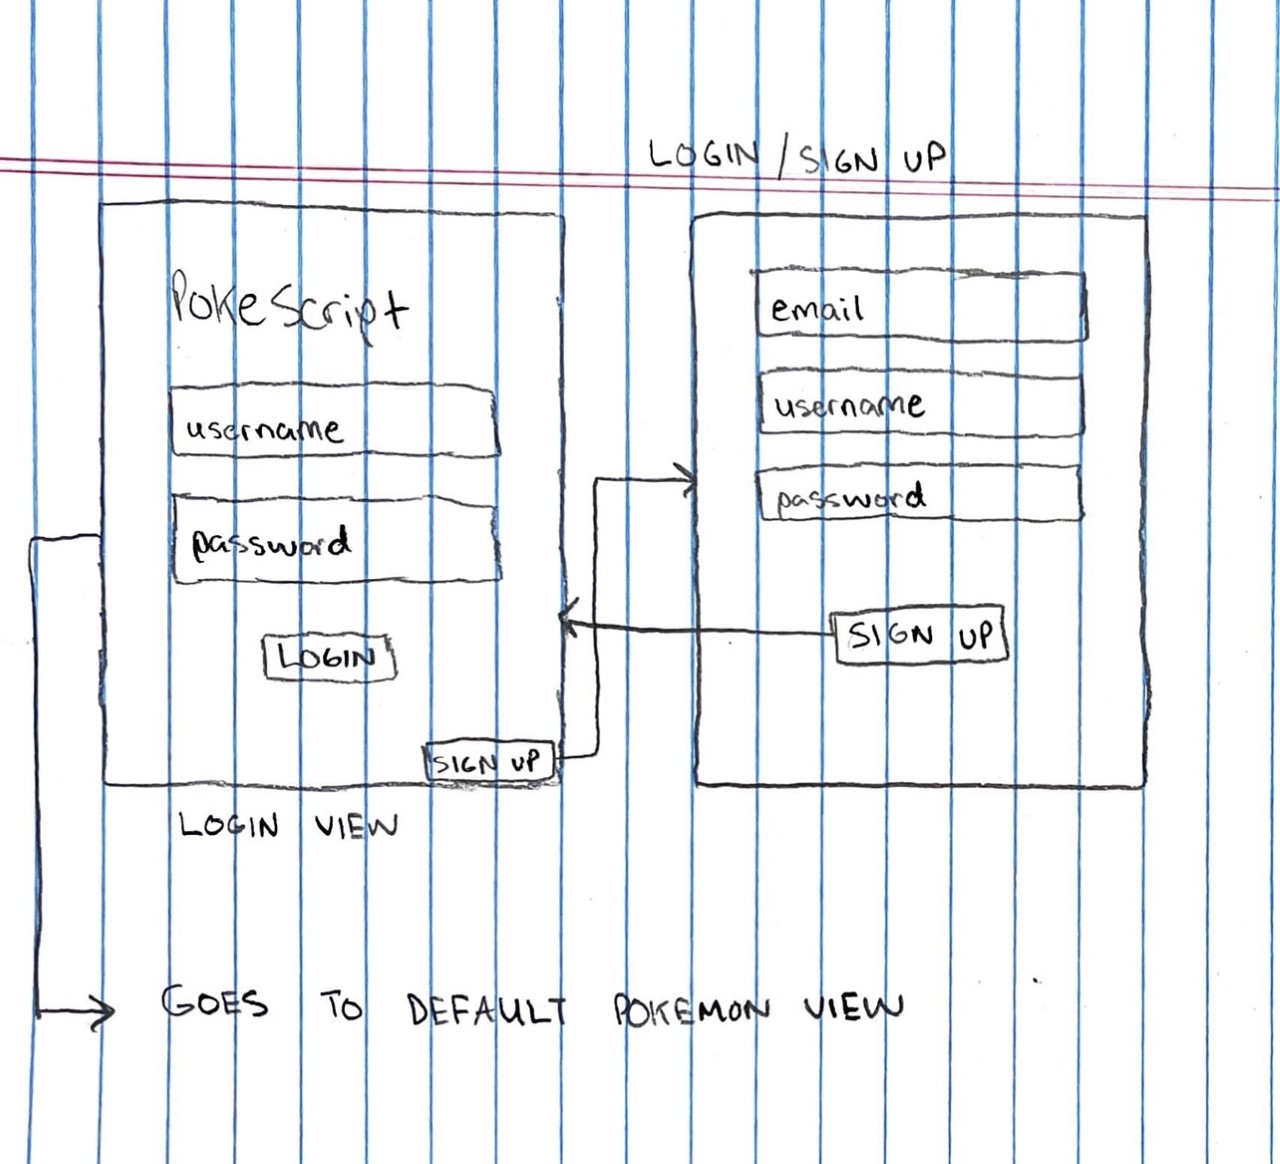 LOGIN / SIGN UP
PokeScript
username
password
LOGIN
SIGN UP
LOGIN VIEW
email
username
password
SIGN UP
GOES TO DEFAULT POKEMON VIEW